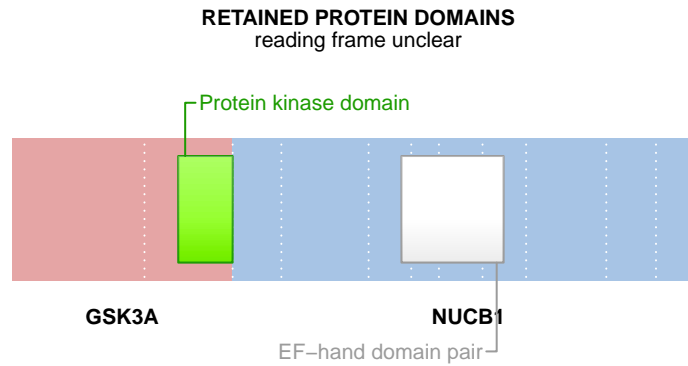 RETAINED PROTEIN DOMAINS
reading frame unclear
Protein kinase domain
GSK3A
NUCB1
EF−hand domain pair